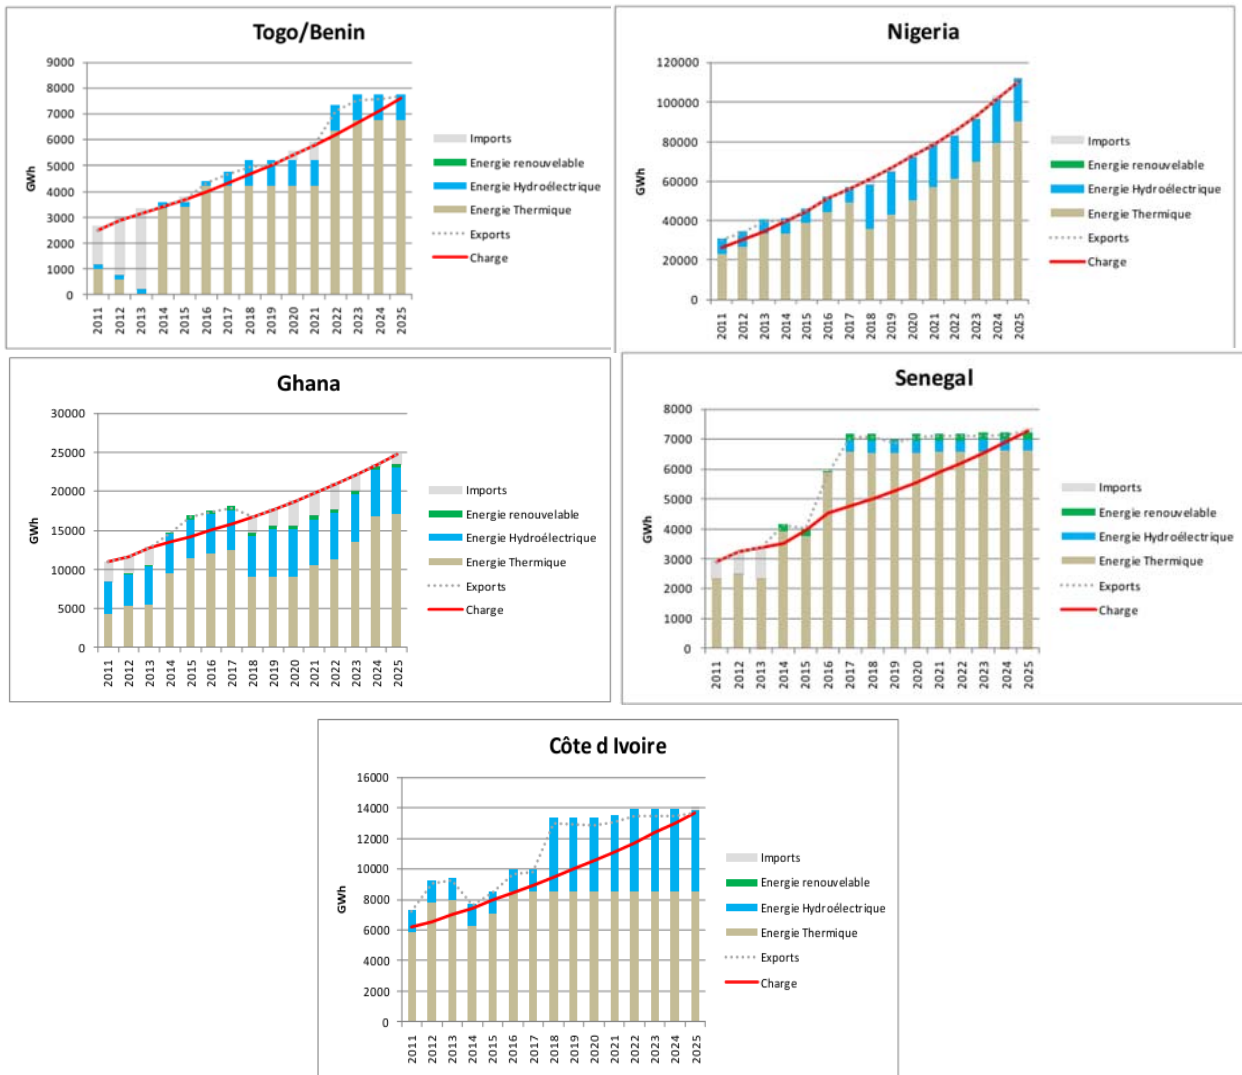 Togo/Benin
GWh
9000
8000
7000
6000
5000
4000
3000
2000
1000
0
2011 2012 2013 2014 2015 2016 2017 2018 2019 2020 2021 2022 2023 2024 2025
Imports
Energie renouvelable
Energie Hydroélectrique
Energie Thermique
Exports
Charge
Nigeria
GWh
120000
100000
80000
60000
40000
20000
0
2011 2012 2013 2014 2015 2016 2017 2018 2019 2020 2021 2022 2023 2024 2025
Imports
Energie renouvelable
Energie Hydroélectrique
Energie Thermique
Exports
Charge
Ghana
GWh
30000
25000
20000
15000
10000
5000
0
2011 2012 2013 2014 2015 2016 2017 2018 2019 2020 2021 2022 2023 2024 2025
Imports
Energie renouvelable
Energie Hydroélectrique
Energie Thermique
Exports
Charge
Senegal
GWh
8000
7000
6000
5000
4000
3000
2000
1000
0
2011 2012 2013 2014 2015 2016 2017 2018 2019 2020 2021 2022 2023 2024 2025
Imports
Energie renouvelable
Energie Hydroélectrique
Energie Thermique
Exports
Charge
Côte d Ivoire
GWh
16000
14000
12000
10000
8000
6000
4000
2000
0
2011 2012 2013 2014 2015 2016 2017 2018 2019 2020 2021 2022 2023 2024 2025
Imports
Energie renouvelable
Energie Hydroélectrique
Energie Thermique
Exports
Charge